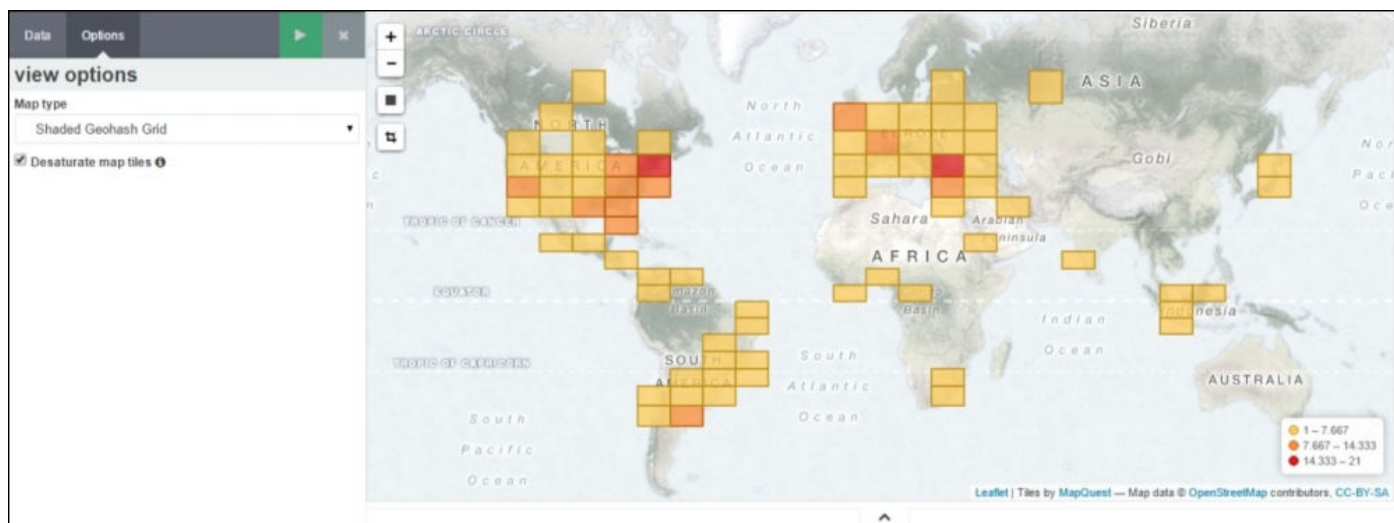 Data
Options
view options
Map type
Shaded Geohash Grid
Desaturate map tiles
+
−
ARCTIC CIRCLE
Siberia
ASIA
North
Atlantic
Ocean
NORTH
AMERICA
EUROPE
Gobi
TROPIC OF CANCER
Sahara
Arabian
Peninsula
AFRICA
EQUATOR
Amazon
Basin
Basin
Indonesia
Indian
Ocean
TROPIC OF CAPRICORN
SOUTH
AMERICA
South
Atlantic
Ocean
AUSTRALIA
South
Pacific
Ocean
1 – 7.667
7.667 – 14.333
14.333 – 21
Leaflet | Tiles by MapQuest — Map data © OpenStreetMap contributors, CC-BY-SA